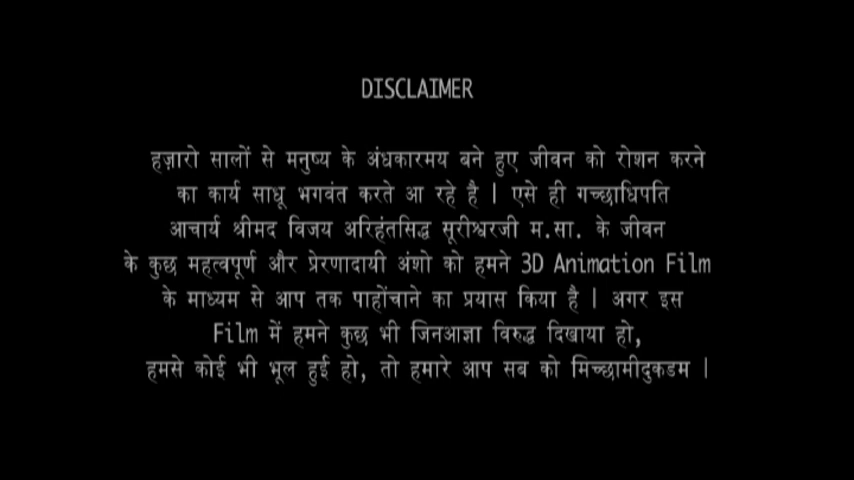 DISCLAIMER
हज़ारो सालों से मनुष्य के अंधकारमय बने हुए जीवन को रोशन करने
का कार्य साधू भगवंत करते आ रहे है | एसे ही गच्छाधिपति
आचार्य श्रीमद विजय अरिहंतसिद्ध सूरीश्वरजी म.सा. के जीवन
के कुछ महत्वपूर्ण और प्रेरणादायी अंशो को हमने 3D Animation Film
के माध्यम से आप तक पाहोंचाने का प्रयास किया है | अगर इस
Film में हमने कुछ भी जिनआज्ञा विरुद्ध दिखाया हो,
हमसे कोई भी भूल हुई हो, तो हमारे आप सब को मिच्छामीदुकडम |